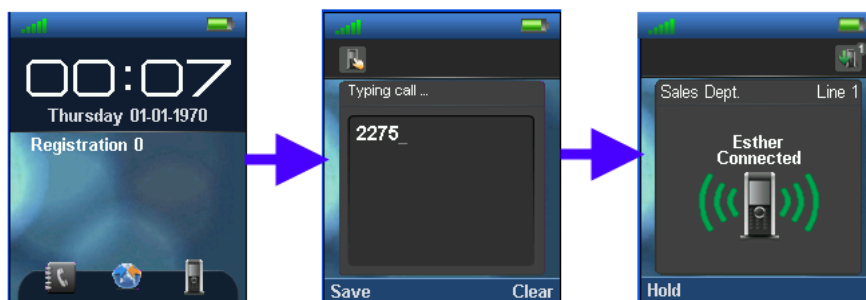 00:07
Thursday 01-01-1970
Registration 0
Typing call ...
2275_
Save Clear
1
Sales Dept. Line 1
Esther
Connected
Hold